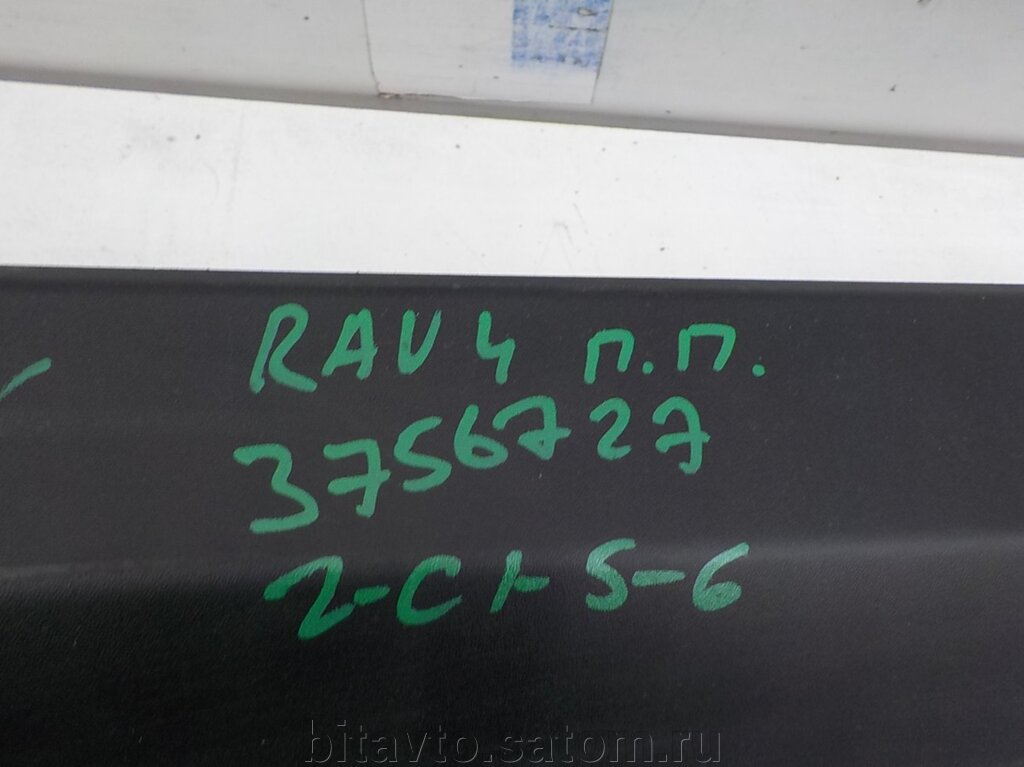 RAV4 п.п.
3756727
2-C1-5-6
bitavto.satom.ru